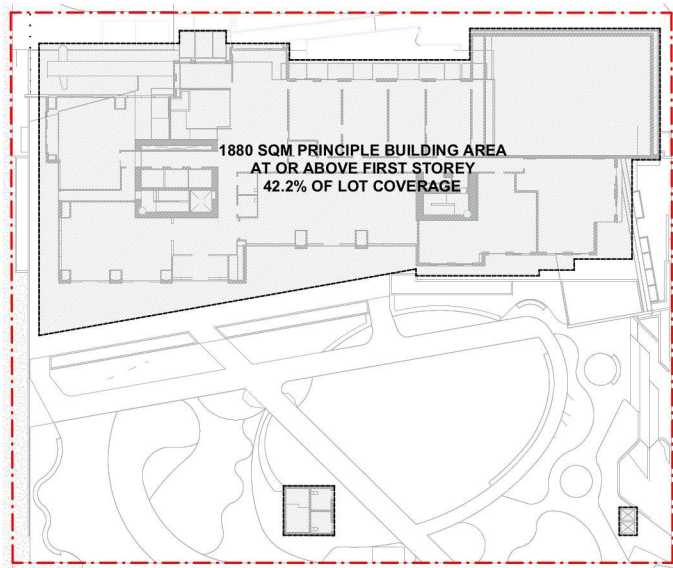 1880 SQM PRINCIPLE BUILDING AREA
AT OR ABOVE FIRST STOREY
42.2% OF LOT COVERAGE